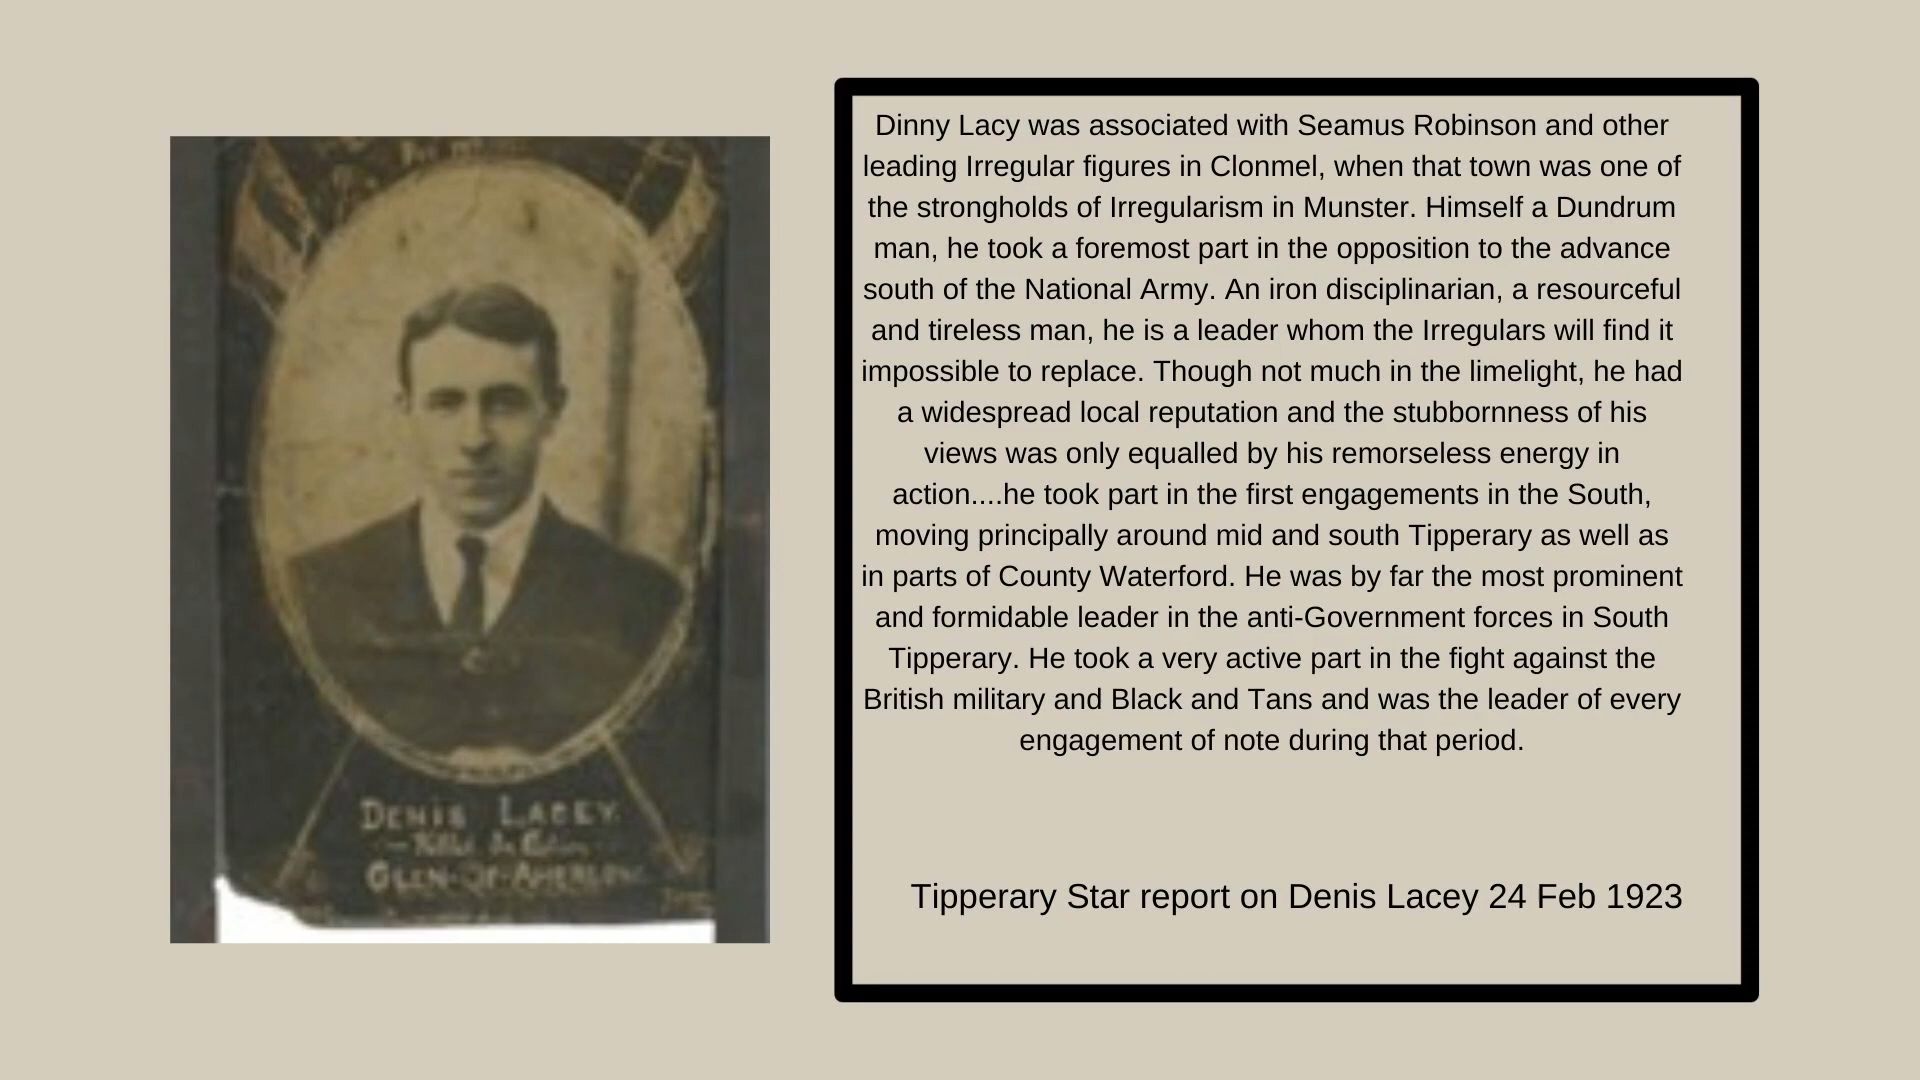 DENIS LACEY
GLEN-OF-AHERLOW
Dinny Lacy was associated with Seamus Robinson and other
leading Irregular figures in Clonmel, when that town was one of
the strongholds of Irregularism in Munster. Himself a Dundrum
man, he took a foremost part in the opposition to the advance
south of the National Army. An iron disciplinarian, a resourceful
and tireless man, he is a leader whom the Irregulars will find it
impossible to replace. Though not much in the limelight, he had
a widespread local reputation and the stubbornness of his
views was only equalled by his remorseless energy in
action....he took part in the first engagements in the South,
moving principally around mid and south Tipperary as well as
in parts of County Waterford. He was by far the most prominent
and formidable leader in the anti-Government forces in South
Tipperary. He took a very active part in the fight against the
British military and Black and Tans and was the leader of every
engagement of note during that period.
Tipperary Star report on Denis Lacey 24 Feb 1923